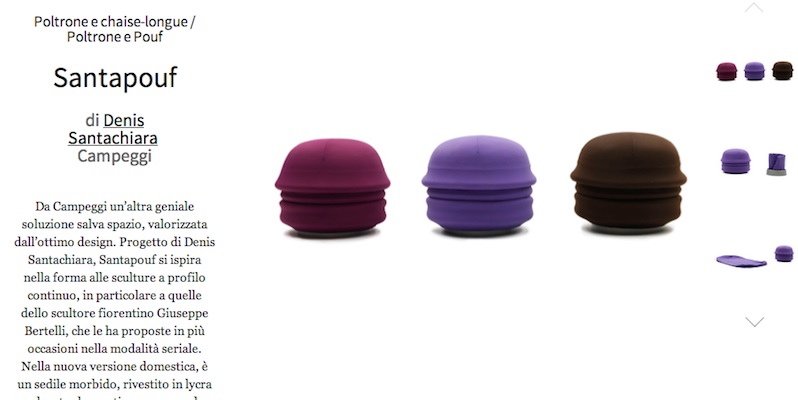 Poltrone e chaise-longue /
Poltrone e Pouf
Santapouf
di Denis
Santachiara
Campeggi
Da Campeggi un'altra geniale
soluzione salva spazio, valorizzata
dall'ottimo design. Progetto di Denis
Santachiara, Santapouf si ispira
nella forma alle sculture a profilo
continuo, in particolare a quelle
dello scultore fiorentino Giuseppe
Bertelli, che le ha proposte in più
occasioni nella modalità seriale.
Nella nuova versione domestica, è
un sedile morbido, rivestito in lycra